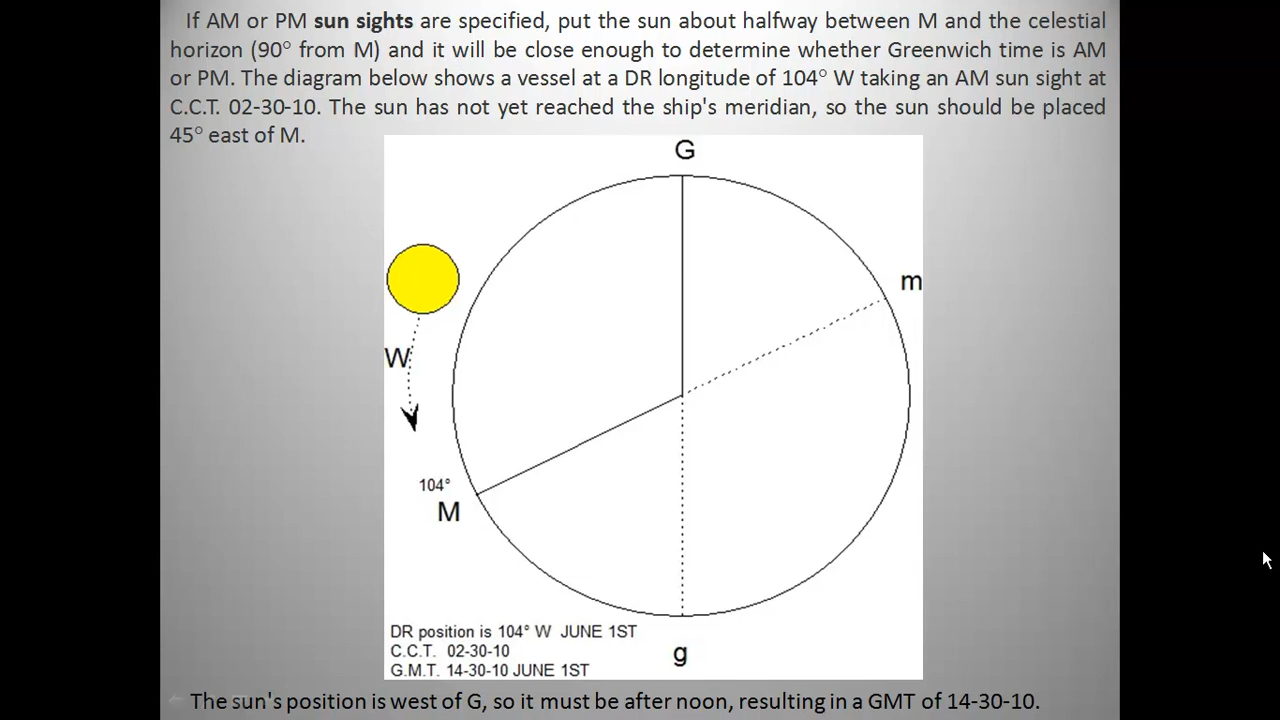 If AM or PM sun sights are specified, put the sun about halfway between M and the celestial
horizon (90° from M) and it will be close enough to determine whether Greenwich time is AM
or PM. The diagram below shows a vessel at a DR longitude of 104° W taking an AM sun sight at
C.C.T. 02-30-10. The sun has not yet reached the ship's meridian, so the sun should be placed
45° east of M.
G
m
W
104°
M
DR position is 104° W JUNE 1ST
C.C.T. 02-30-10
G.M.T. 14-30-10 JUNE 1ST
g
The sun's position is west of G, so it must be after noon, resulting in a GMT of 14-30-10.